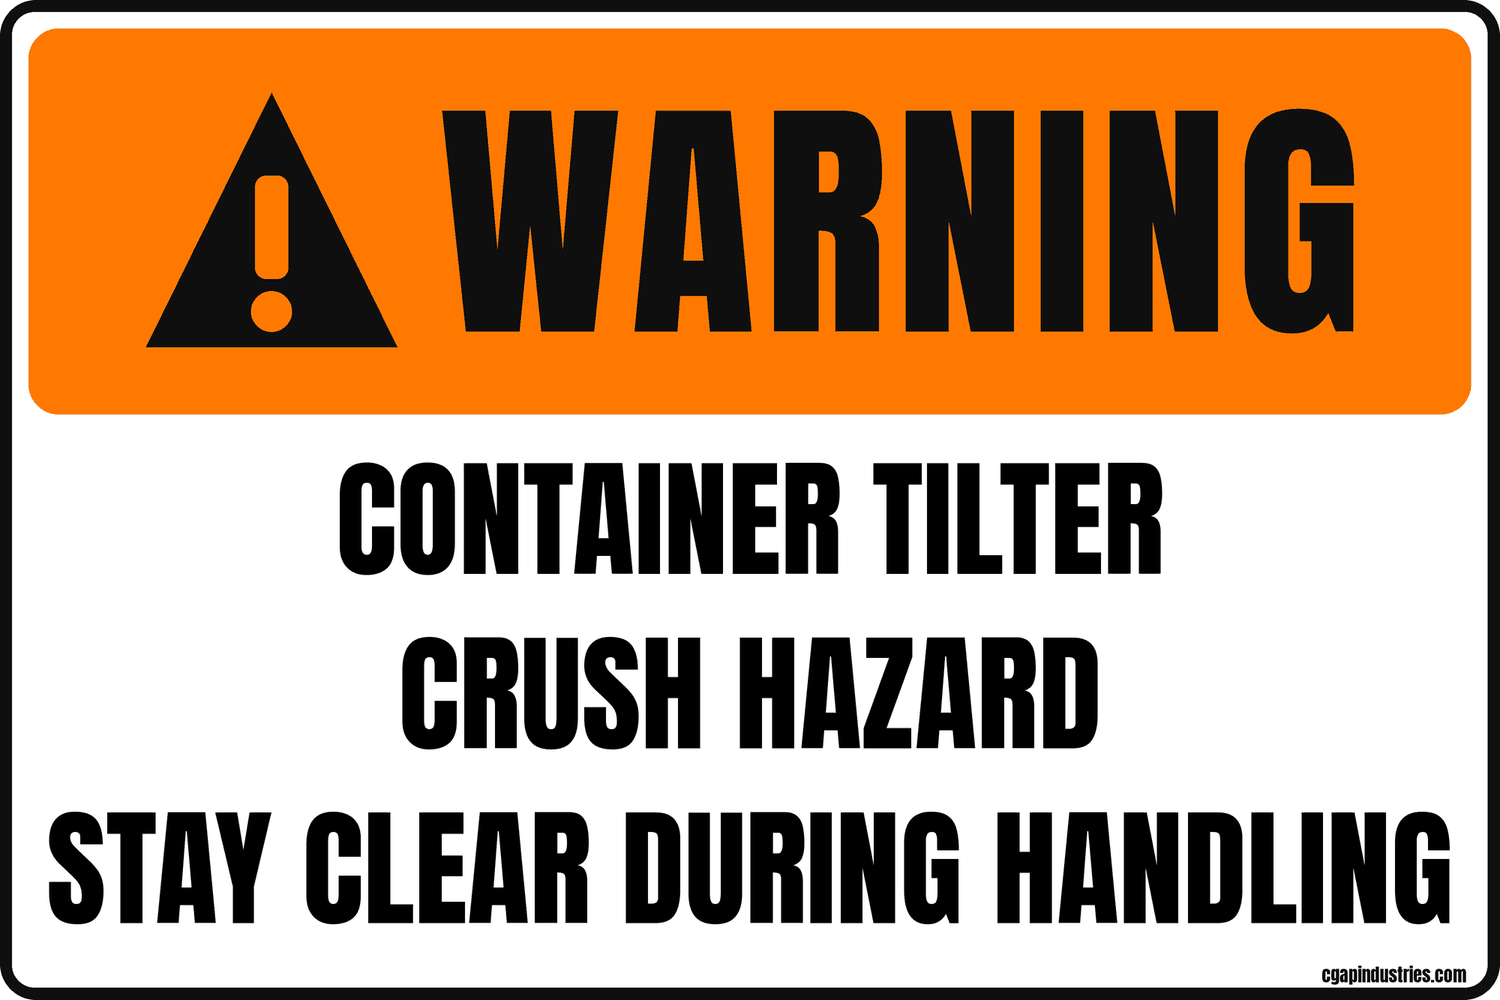 WARNING
CONTAINER TILTER
CRUSH HAZARD
STAY CLEAR DURING HANDLING
cgapindustries.com